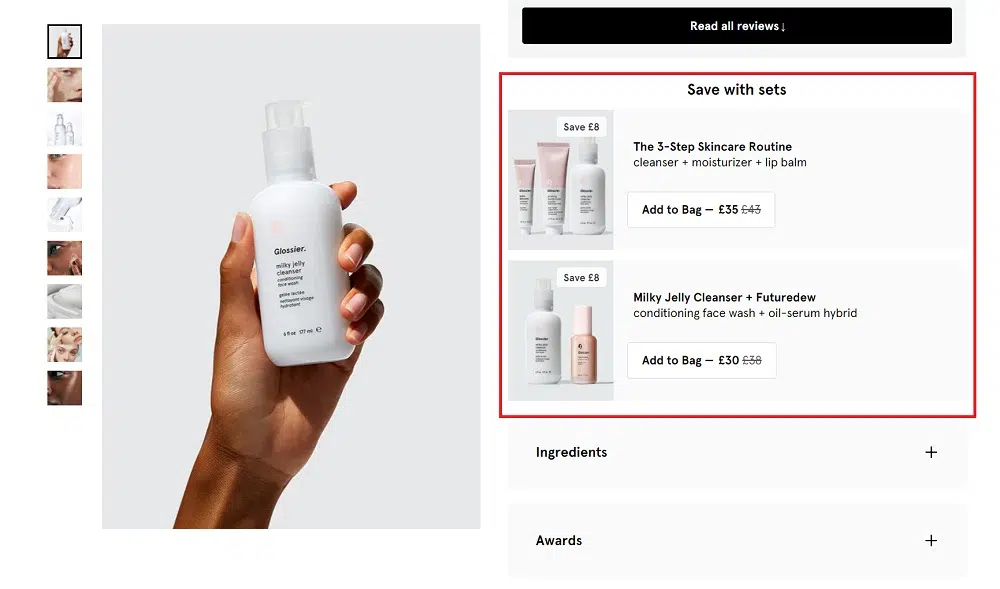 Read all reviews↓
Save with sets
Save £8
The 3-Step Skincare Routine
cleanser + moisturizer + lip balm
Add to Bag — £35 £43
Save £8
Milky Jelly Cleanser + Futuredew
conditioning face wash + oil-serum hybrid
Add to Bag — £30 £38
Ingredients +
Awards +
Glossier.
milky jelly
cleanser
conditioning
face wash
gelée lactée
nettoyant visage
hydratant
6 fl oz 177 ml ℮